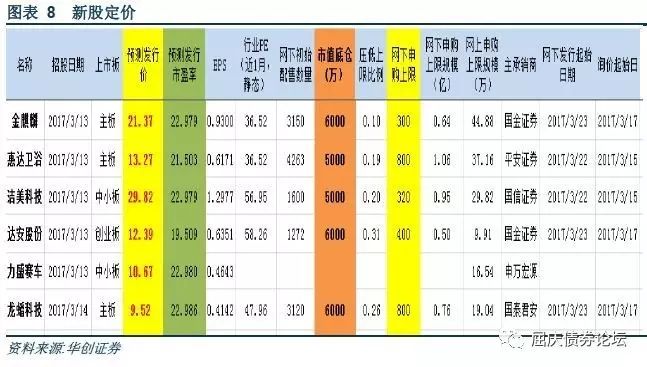 图表 8 新股定价
名称 招股日期 上市板 预测发行价 预测发行市盈率 EPS 行业PE(近1月,静态) 网下初始配售数量 市值底仓(万) 压低上限比例 网下申购上限 网下申购上限规模(亿) 网上申购上限规模(万) 主承销商 网下发行起始日期 询价起始日
金麒麟 2017/3/13 主板 21.37 22.979 0.9300 36.52 3150 6000 0.10 300 0.64 44.88 国金证券 2017/3/23 2017/3/17
惠达卫浴 2017/3/13 主板 13.27 21.503 0.6171 36.52 4263 5000 0.19 800 1.06 37.16 平安证券 2017/3/22 2017/3/15
洁美科技 2017/3/13 中小板 29.82 22.979 1.2977 56.95 1600 5000 0.20 320 0.95 29.82 国信证券 2017/3/22 2017/3/15
达安股份 2017/3/13 创业板 12.39 19.509 0.6351 58.26 1272 6000 0.31 400 0.50 9.91 国金证券 2017/3/23 2017/3/17
力盛赛车 2017/3/13 中小板 10.67 22.980 0.4643 16.54 申万宏源
龙蟠科技 2017/3/14 主板 9.52 22.986 0.4142 47.96 3120 6000 0.26 800 0.76 19.04 国泰君安 2017/3/23 2017/3/17
资料来源:华创证券
屈庆债券论坛